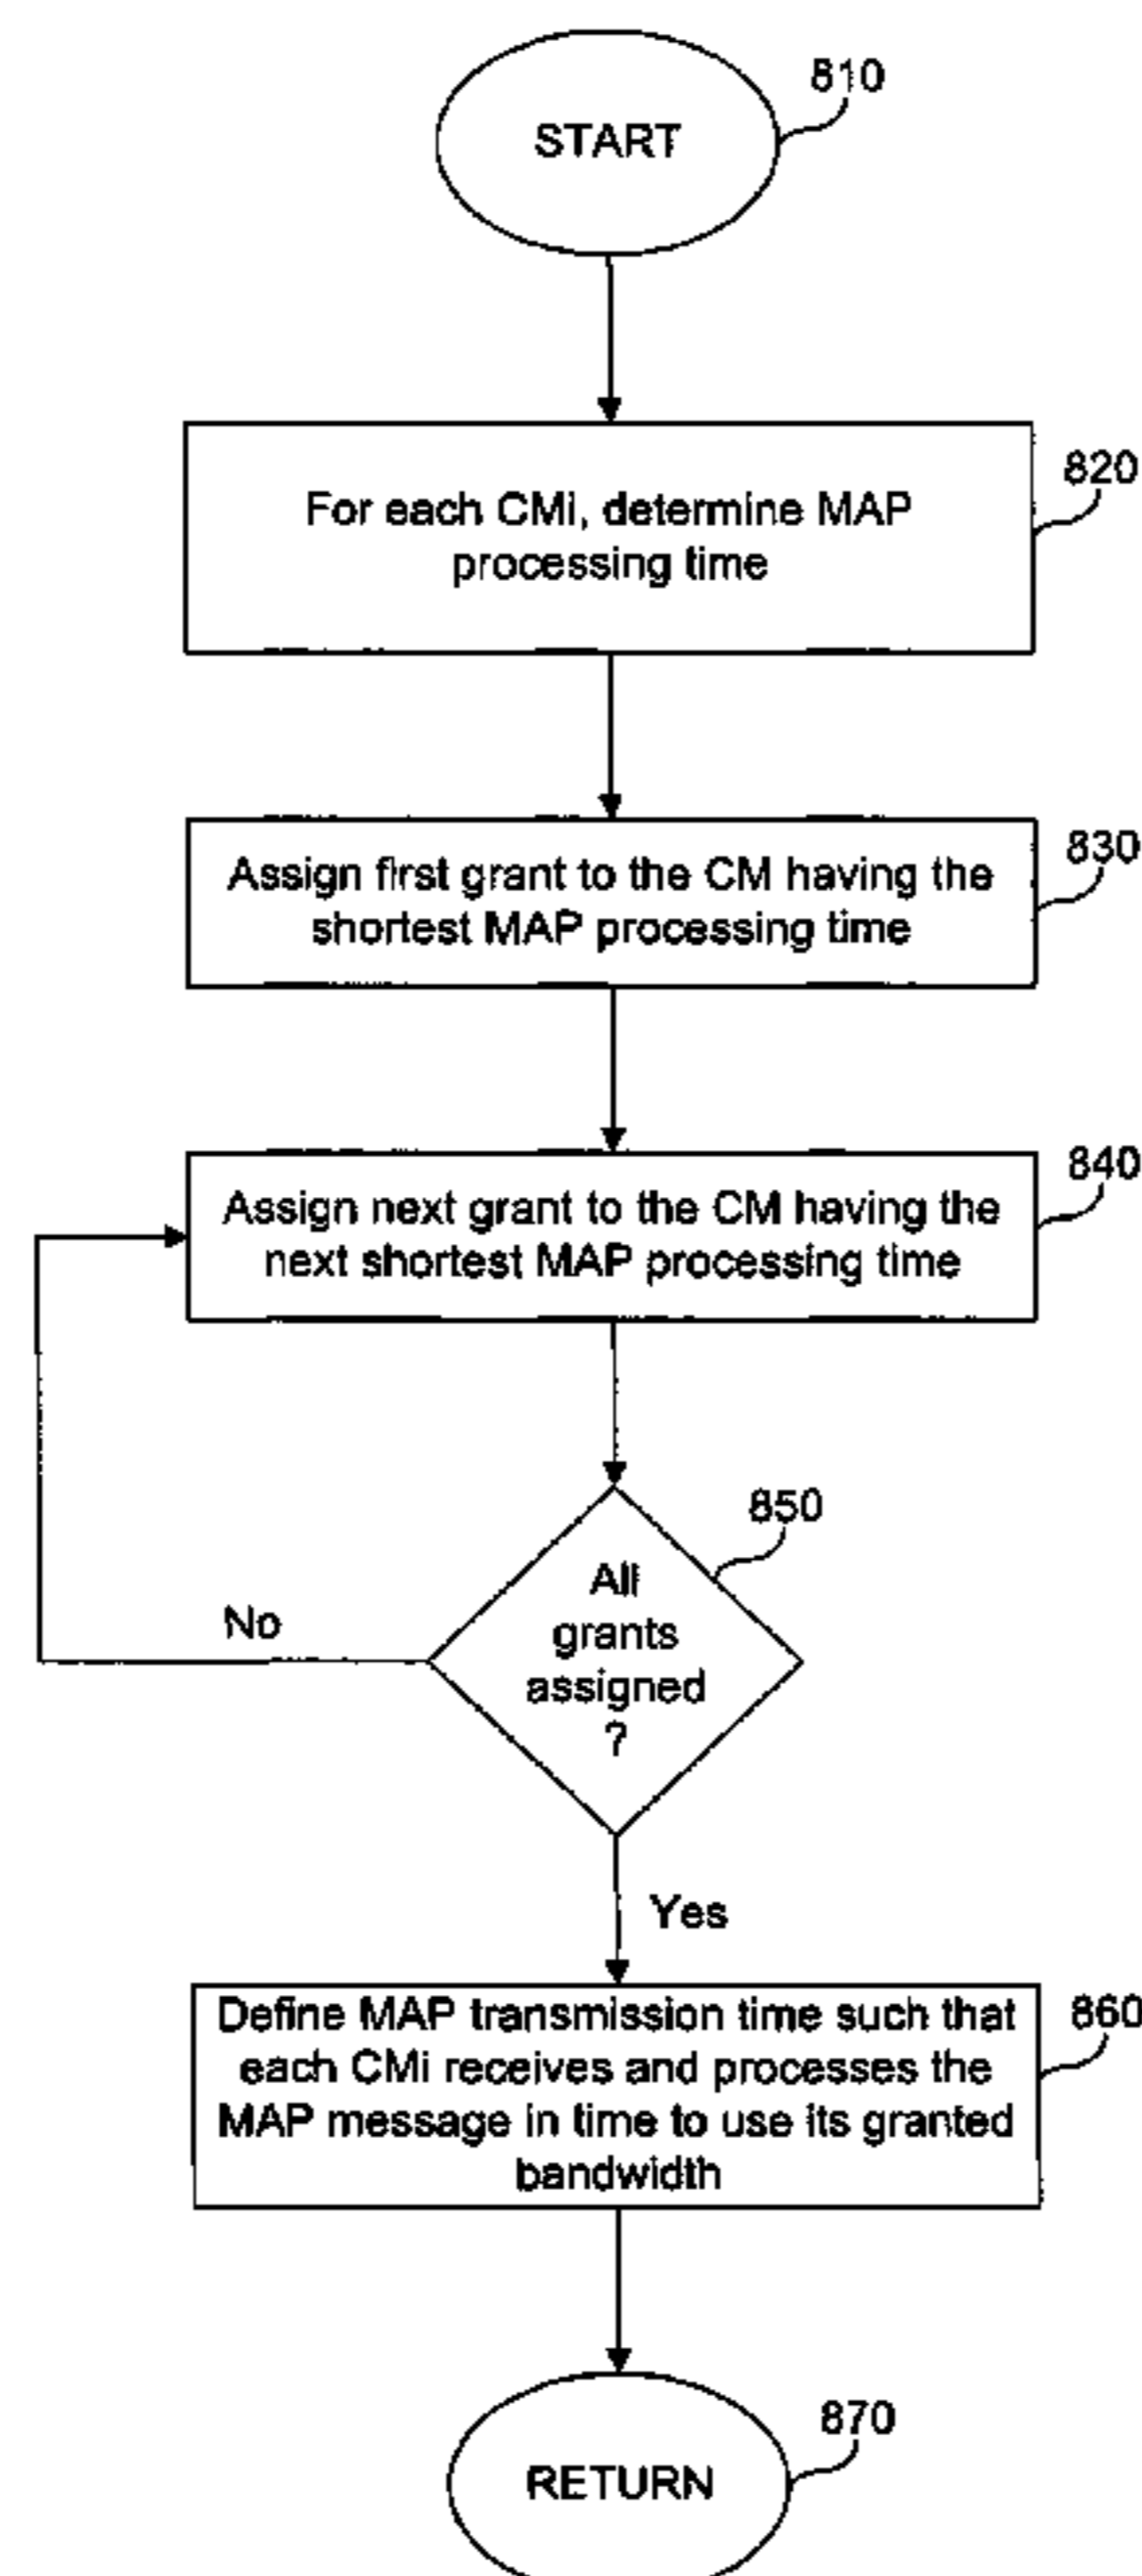 START
810
For each CMi, determine MAP
processing time
820
Assign first grant to the CM having the
shortest MAP processing time
830
Assign next grant to the CM having the
next shortest MAP processing time
840
All
grants
assigned
?
850
No
Yes
Define MAP transmission time such that
each CMi receives and processes the
MAP message in time to use its granted
bandwidth
860
RETURN
870